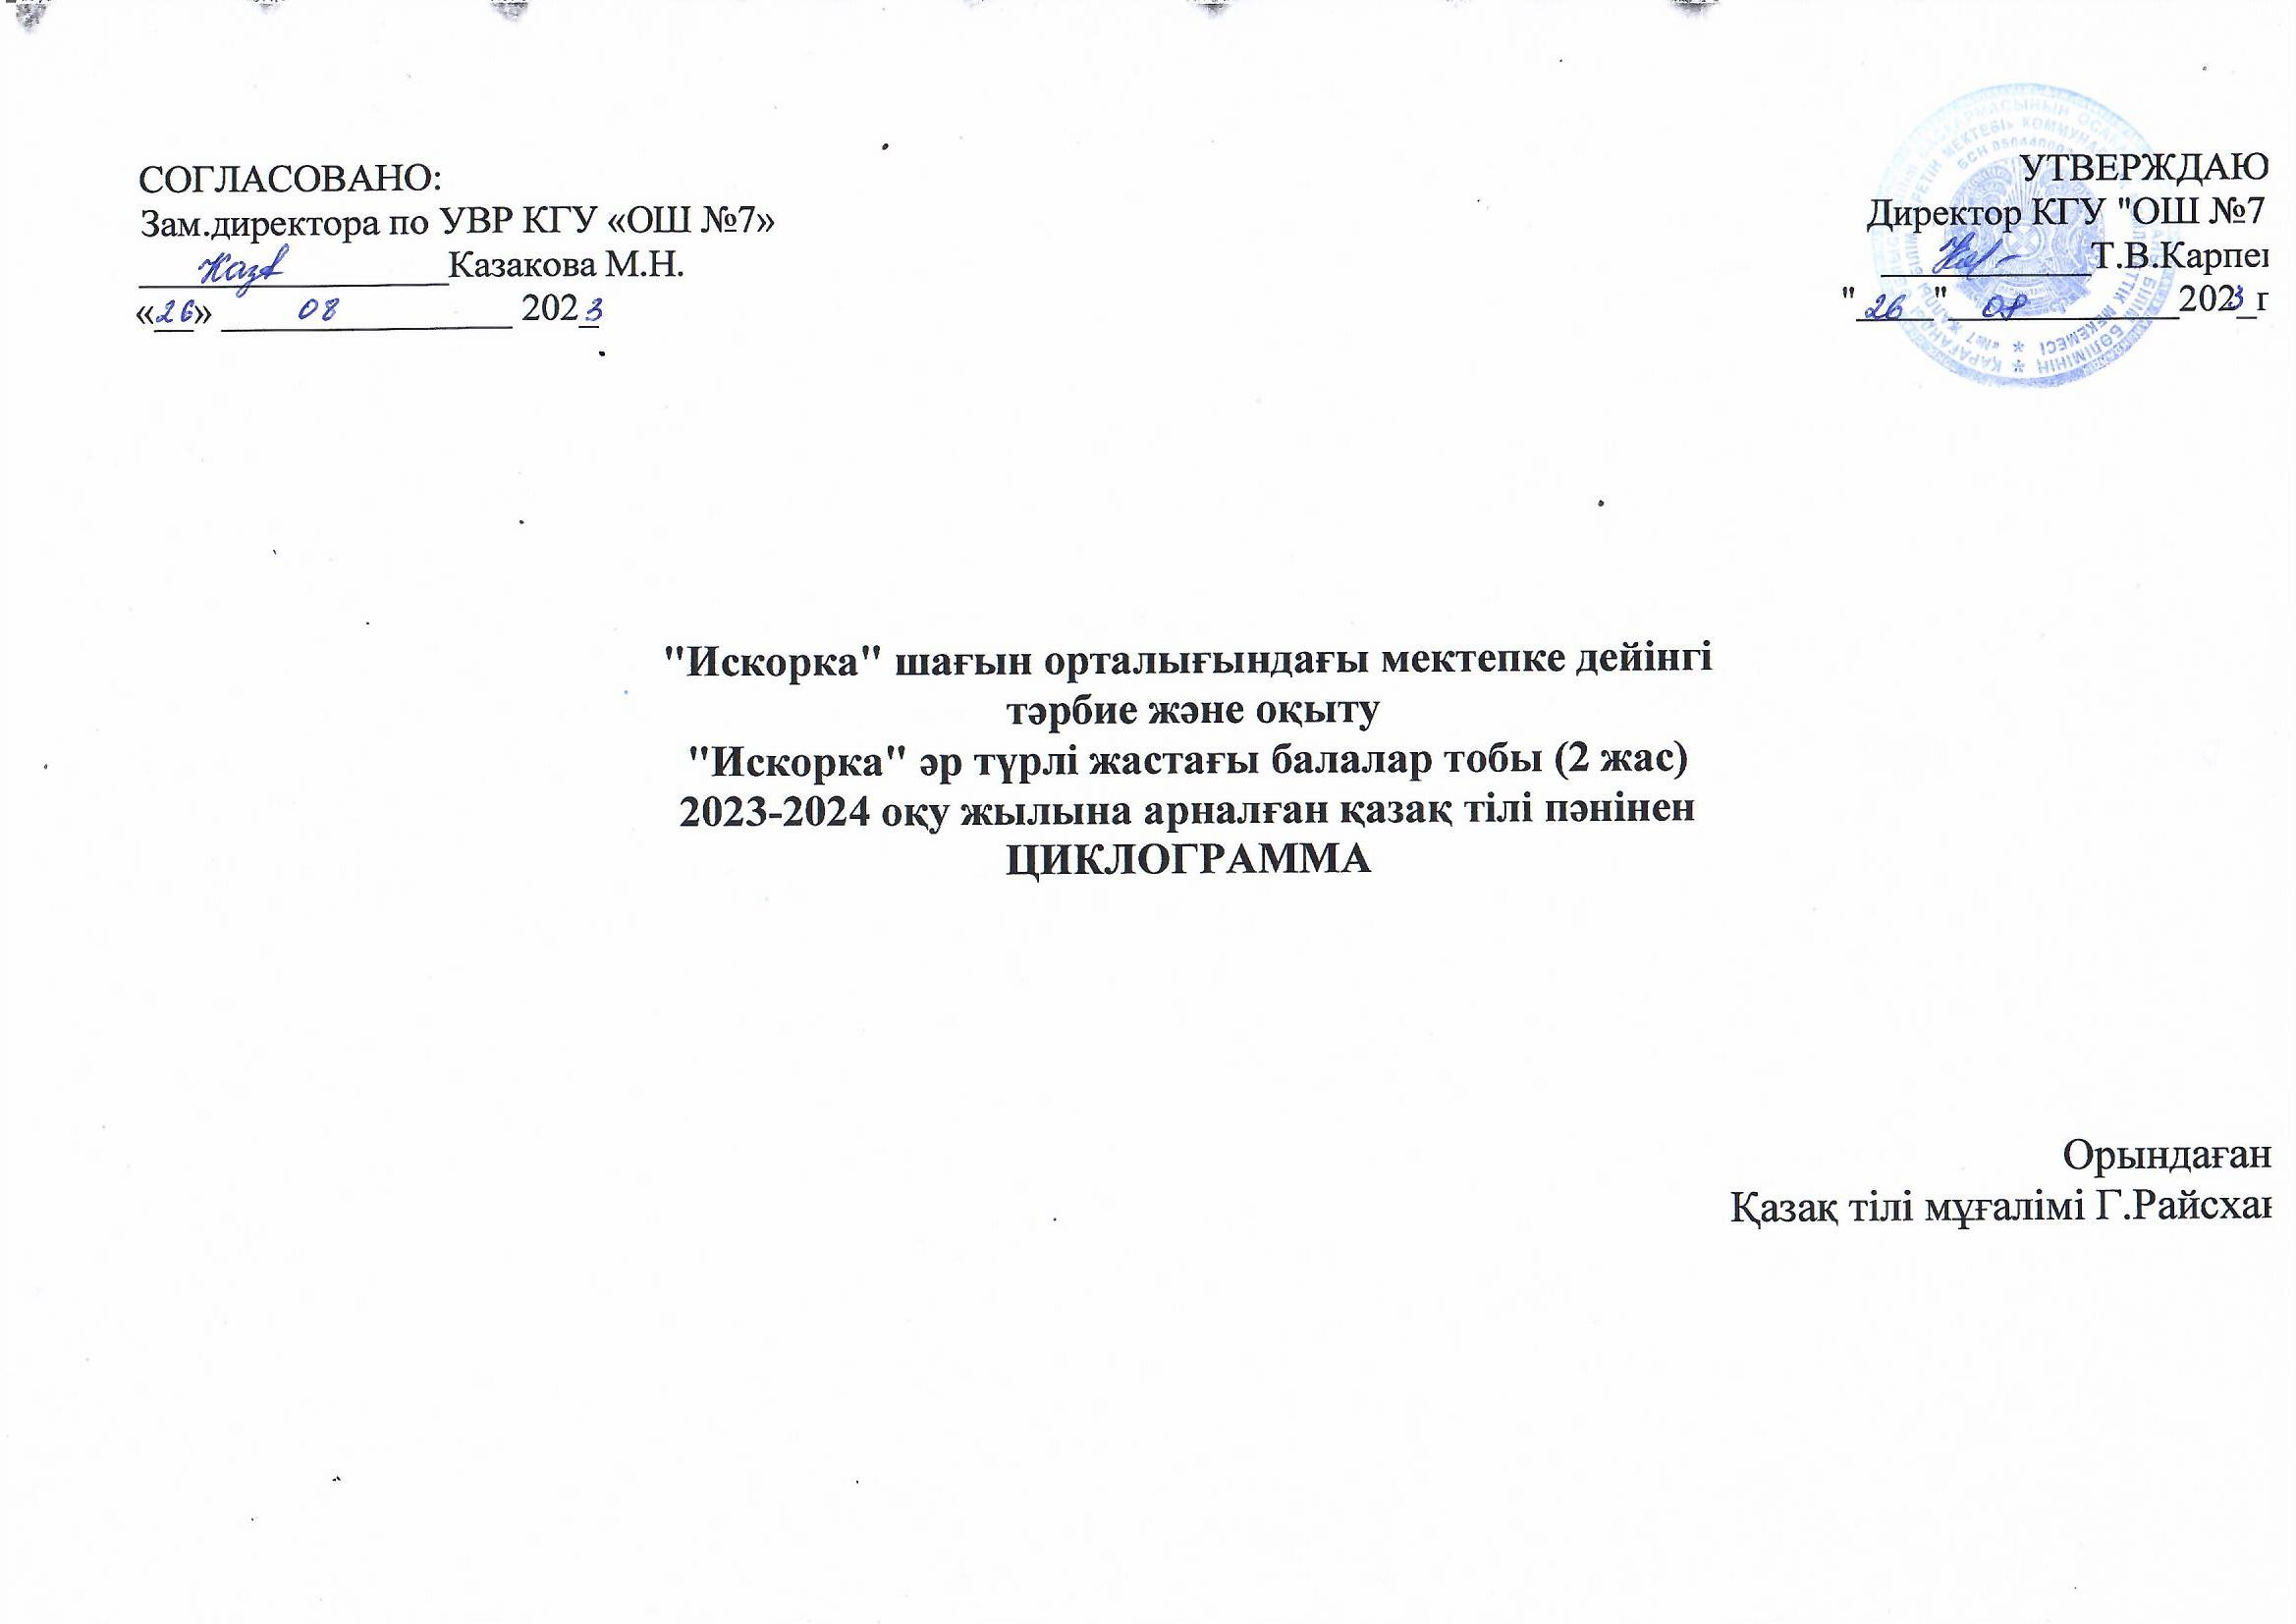 СОГЛАСОВАНО:
Зам.директора по УВР КГУ «ОШ №7»
Казакова М.Н.
«26» 08 2023
УТВЕРЖДАЮ
Директор КГУ "ОШ №7
Т.В.Карпен
"26" 08 2023 г
"Искорка" шағын орталығындағы мектепке дейінгі
тәрбие және оқыту
"Искорка" әр түрлі жастағы балалар тобы (2 жас)
2023-2024 оқу жылына арналған қазақ тілі пәнінен
ЦИКЛОГРАММА
Орындаған
Қазақ тілі мұғалімі Г.Райсхан